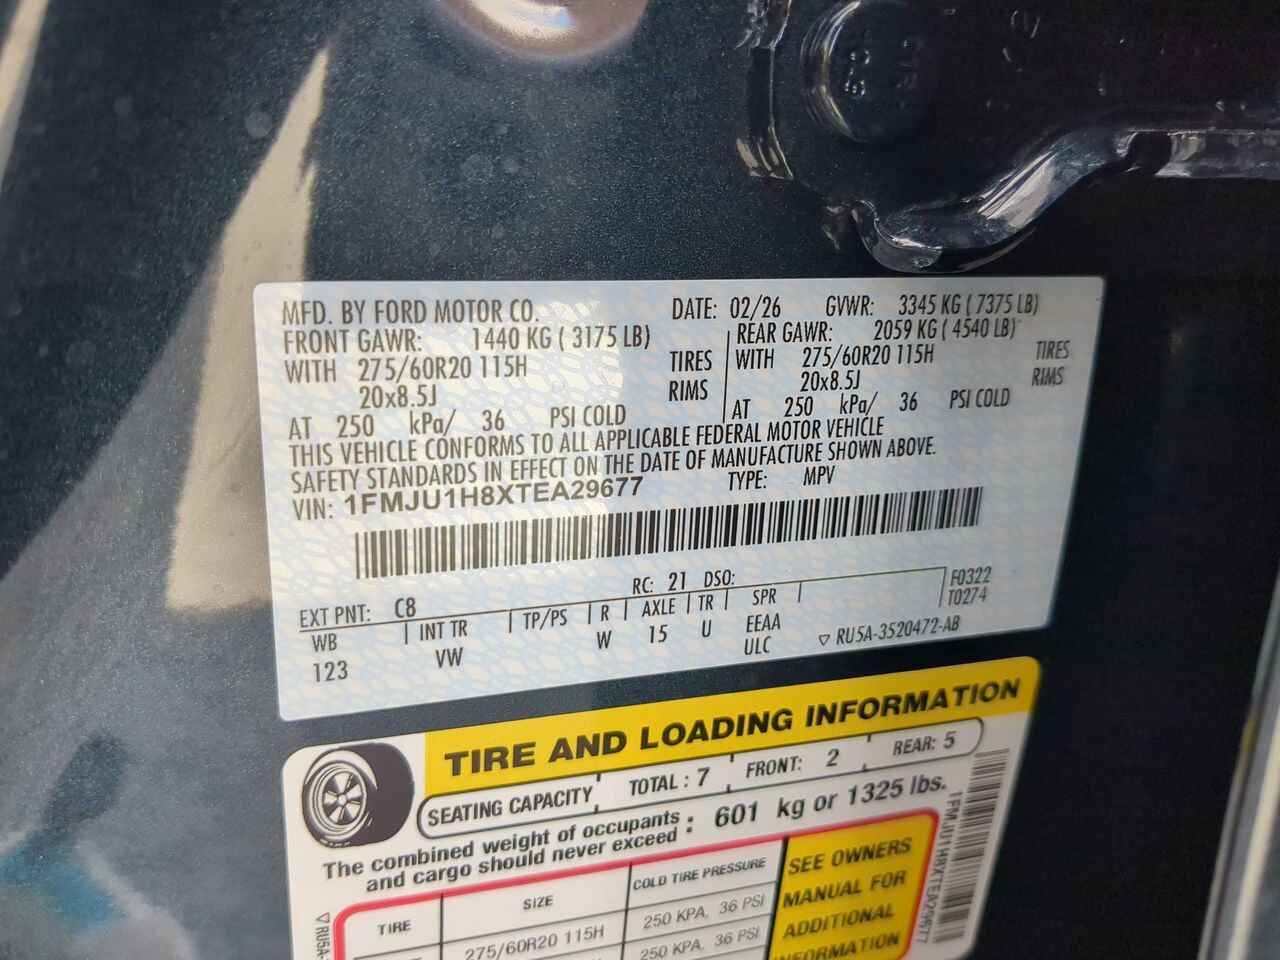 MFD. BY FORD MOTOR CO. DATE: 02/26 GVWR: 3345 KG ( 7375 LB)
FRONT GAWR: 1440 KG ( 3175 LB) REAR GAWR: 2059 KG ( 4540 LB)
WITH 275/60R20 115H TIRES WITH 275/60R20 115H TIRES
20x8.5J RIMS 20x8.5J RIMS
AT 250 kPa/ 36 PSI COLD AT 250 kPa/ 36 PSI COLD
THIS VEHICLE CONFORMS TO ALL APPLICABLE FEDERAL MOTOR VEHICLE
SAFETY STANDARDS IN EFFECT ON THE DATE OF MANUFACTURE SHOWN ABOVE.
VIN: 1FMJU1H8XTEA29677 TYPE: MPV
EXT PNT: C8 RC: 21 DSO: F0322
WB INT TR TP/PS R AXLE TR SPR T0274
123 VW W 15 U EEAA
ULC ▽ RU5A-3520472-AB
TIRE AND LOADING INFORMATION
SEATING CAPACITY TOTAL : 7 FRONT: 2 REAR: 5
The combined weight of occupants
and cargo should never exceed : 601 kg or 1325 lbs.
TIRE SIZE COLD TIRE PRESSURE
275/60R20 115H 250 KPA, 36 PSI
250 KPA, 36 PSI
SEE OWNERS
MANUAL FOR
ADDITIONAL
INFORMATION
1FMJU1H8XTEA29677
▽ RU5A-